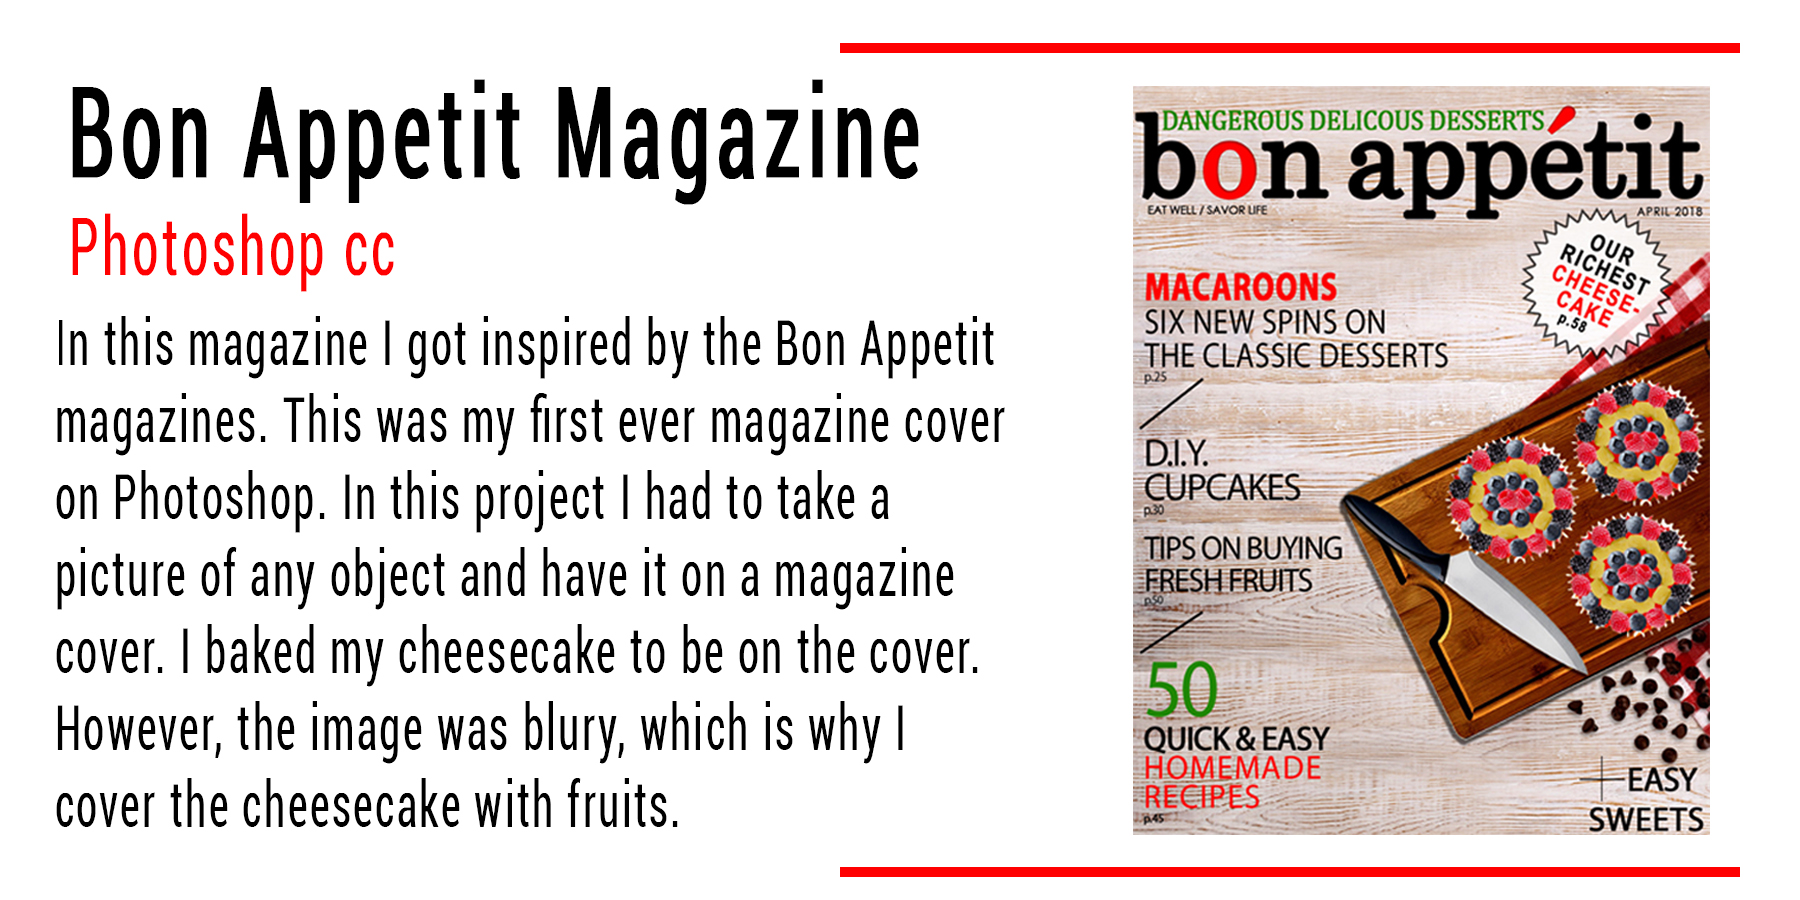 Bon Appetit Magazine
Photoshop cc
In this magazine I got inspired by the Bon Appetit
magazines. This was my first ever magazine cover
on Photoshop. In this project I had to take a
picture of any object and have it on a magazine
cover. I baked my cheesecake to be on the cover.
However, the image was blury, which is why I
cover the cheesecake with fruits.
DANGEROUS DELICOUS DESSERTS
bon appétit
EAT WELL / SAVOR LIFE
APRIL 2018
OUR
RICHEST
CHEESE-
CAKE
p.58
MACAROONS
SIX NEW SPINS ON
THE CLASSIC DESSERTS
p.25
D.I.Y.
CUPCAKES
p.30
TIPS ON BUYING
FRESH FRUITS
p.50
50
QUICK & EASY
HOMEMADE
RECIPES
p.45
EASY
SWEETS